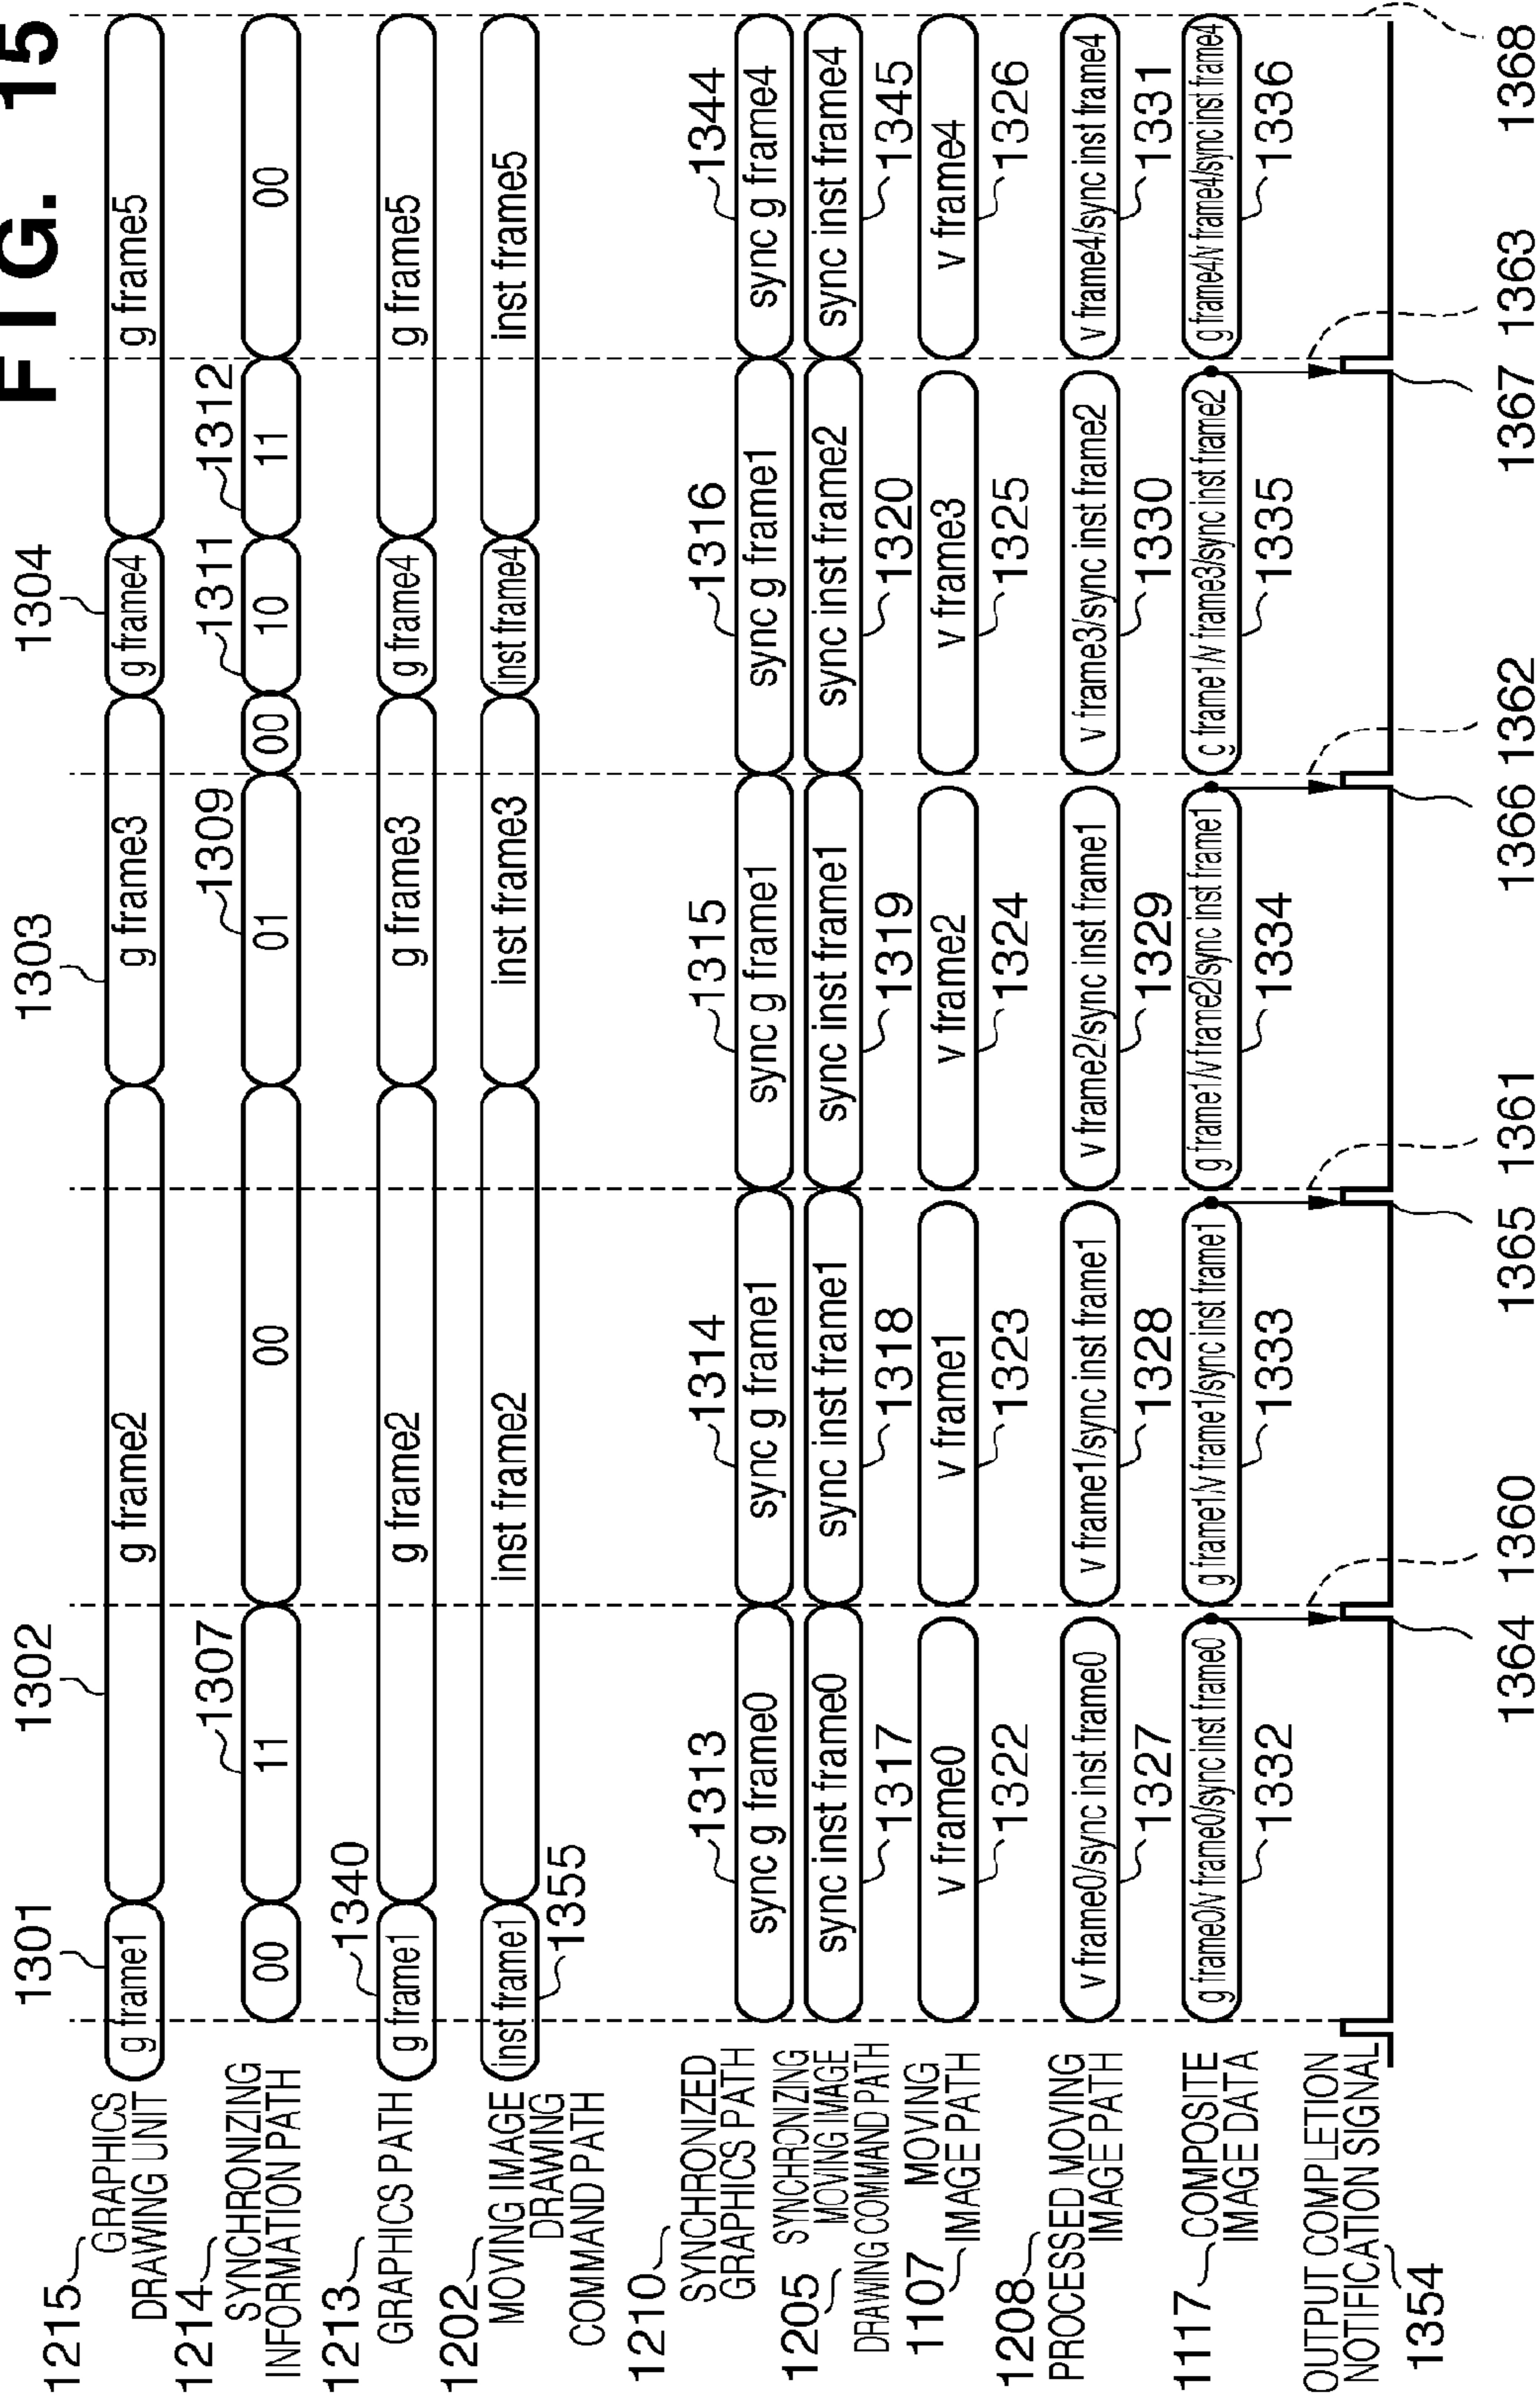 FIG. 15
1301
1302
1303
1304
1215
GRAPHICS
DRAWING UNIT
g frame1
g frame2
g frame3
g frame4
g frame5
1307
1309
1311
1312
1214
SYNCHRONIZING
INFORMATION PATH
00
11
00
01
00
10
11
00
1340
1213
GRAPHICS PATH
g frame1
g frame2
g frame3
g frame4
g frame5
1202
MOVING IMAGE
DRAWING
COMMAND PATH
inst frame1
inst frame2
inst frame3
inst frame4
inst frame5
1355
1313
1314
1315
1316
1344
1210
SYNCHRONIZED
GRAPHICS PATH
sync g frame0
sync g frame1
sync g frame1
sync g frame1
sync g frame4
1205
SYNCHRONIZING
MOVING IMAGE
DRAWING COMMAND PATH
sync inst frame0
sync inst frame1
sync inst frame1
sync inst frame2
sync inst frame4
1317
1318
1319
1320
1345
1107
MOVING
IMAGE PATH
v frame0
v frame1
v frame2
v frame3
v frame4
1322
1323
1324
1325
1326
1208
PROCESSED MOVING
IMAGE PATH
v frame0/sync inst frame0
v frame1/sync inst frame1
v frame2/sync inst frame1
v frame3/sync inst frame2
v frame4/sync inst frame4
1327
1328
1329
1330
1331
1117
COMPOSITE
IMAGE DATA
g frame0/v frame0/sync inst frame0
g frame1/v frame1/sync inst frame1
g frame1/v frame2/sync inst frame1
c frame1/v frame3/sync inst frame2
g frame4/v frame4/sync inst frame4
1332
1333
1334
1335
1336
OUTPUT COMPLETION
NOTIFICATION SIGNAL
1354
1364
1360
1365
1361
1366
1362
1367
1363
1368